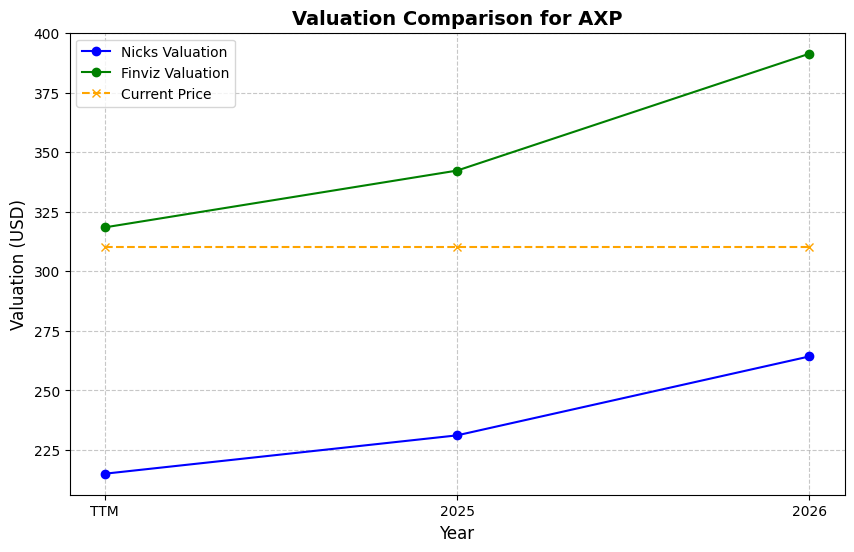 Valuation Comparison for AXP
Nicks Valuation
Finviz Valuation
Current Price
Valuation (USD)
400
375
350
325
300
275
250
225
TTM
2025
2026
Year